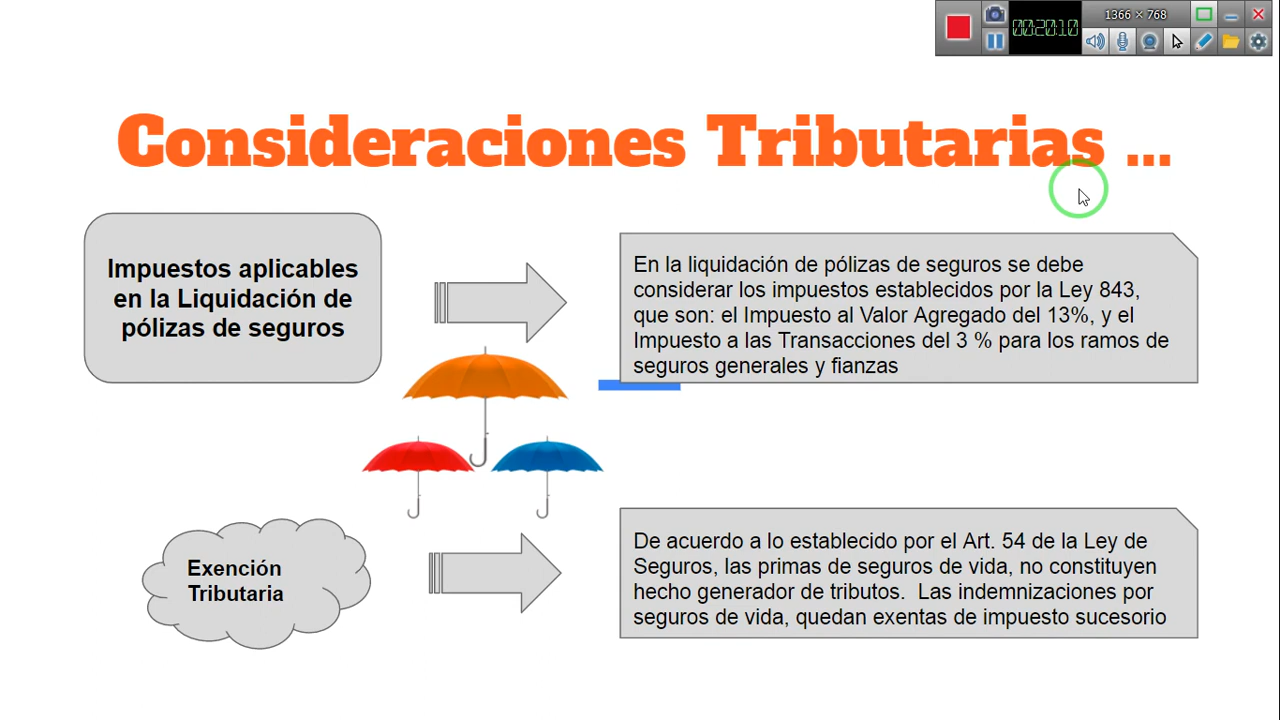 1366 × 768
00:20:10
Consideraciones Tributarias ...
Impuestos aplicables
en la Liquidación de
pólizas de seguros
En la liquidación de pólizas de seguros se debe
considerar los impuestos establecidos por la Ley 843,
que son: el Impuesto al Valor Agregado del 13%, y el
Impuesto a las Transacciones del 3 % para los ramos de
seguros generales y fianzas
Exención
Tributaria
De acuerdo a lo establecido por el Art. 54 de la Ley de
Seguros, las primas de seguros de vida, no constituyen
hecho generador de tributos.  Las indemnizaciones por
seguros de vida, quedan exentas de impuesto sucesorio